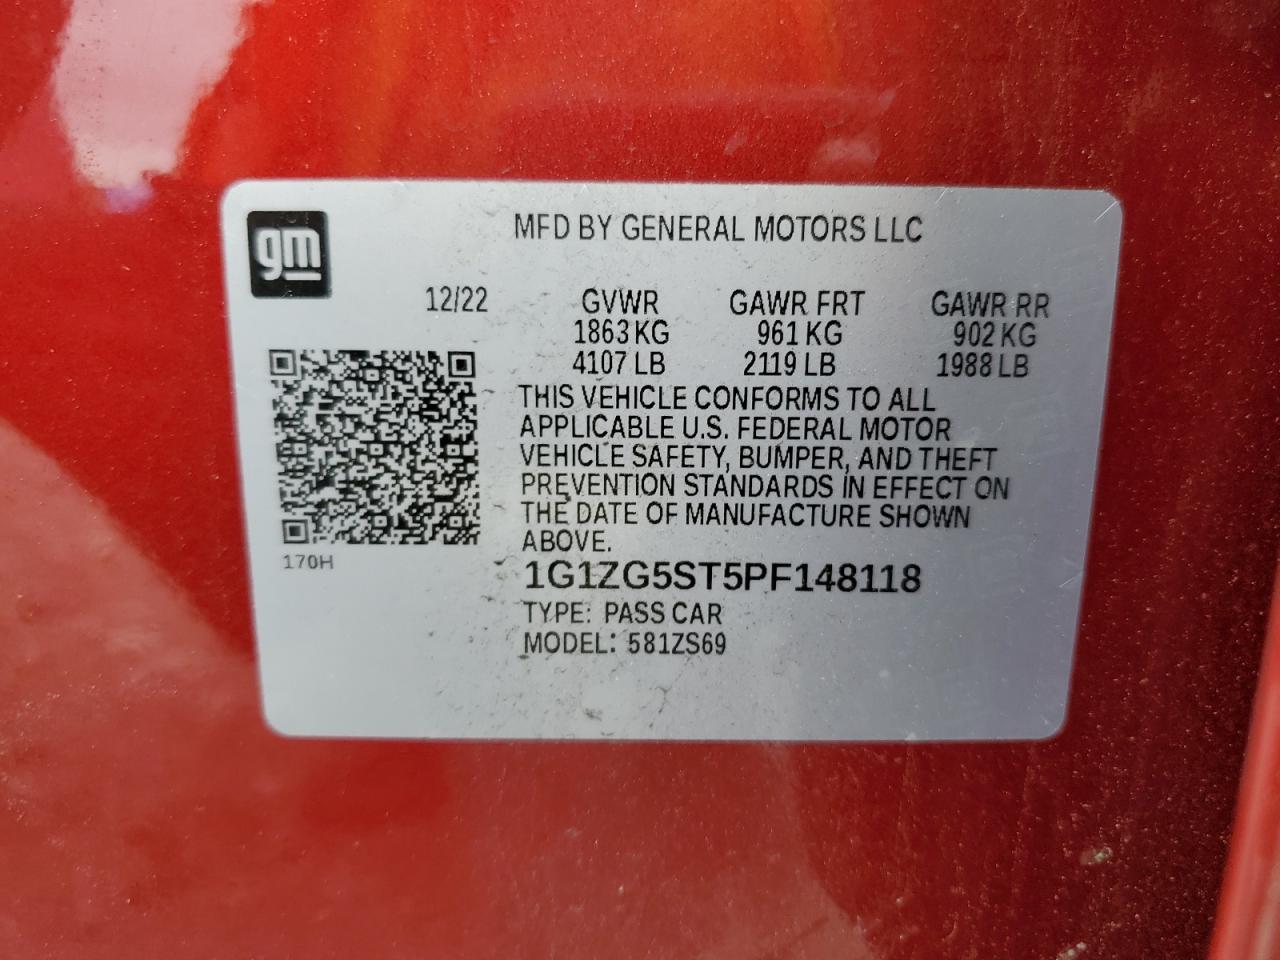 gm
MFD BY GENERAL MOTORS LLC
12/22 GVWR GAWR FRT GAWR RR
1863 KG 961 KG 902 KG
4107 LB 2119 LB 1988 LB
THIS VEHICLE CONFORMS TO ALL
APPLICABLE U.S. FEDERAL MOTOR
VEHICLE SAFETY, BUMPER, AND THEFT
PREVENTION STANDARDS IN EFFECT ON
THE DATE OF MANUFACTURE SHOWN
ABOVE.
170H
1G1ZG5ST5PF148118
TYPE: PASS CAR
MODEL: 581ZS69